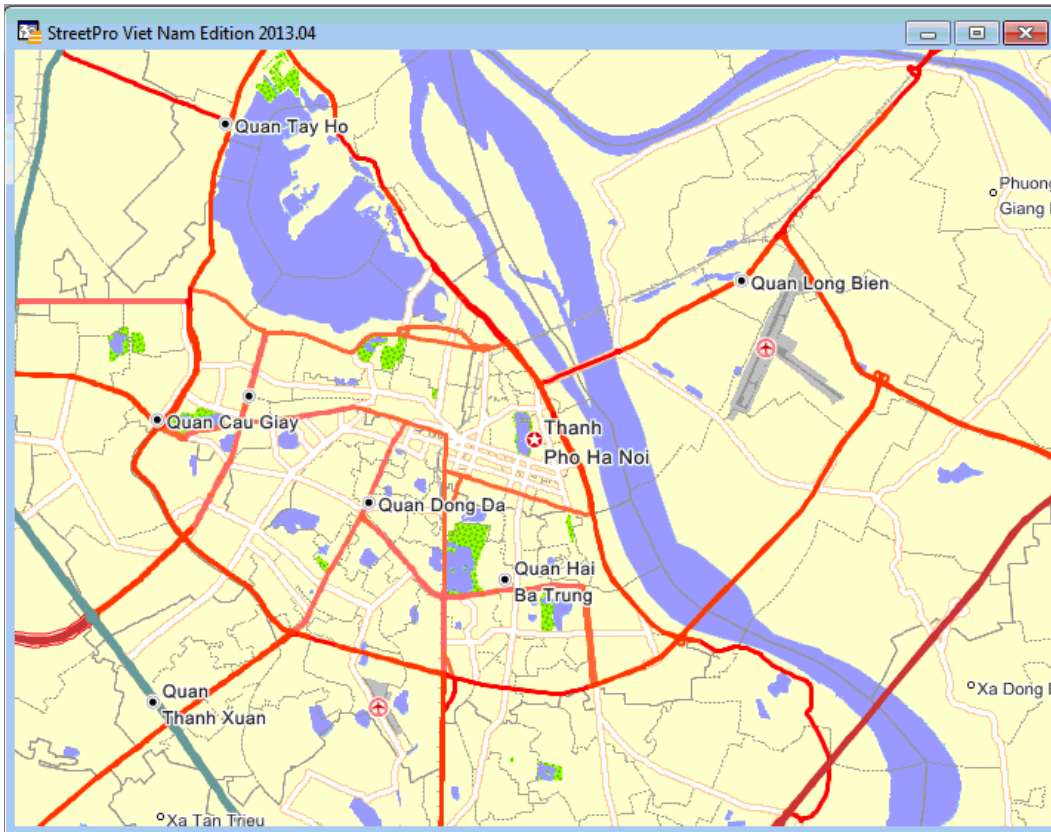 StreetPro Viet Nam Edition 2013.04
Quan Tay Ho
Phuong
Giang
Quan Long Bien
Quan Cau Giay
Thanh
Pho Ha Noi
Quan Dong Da
Quan Hai
Ba Trung
Quan
Thanh Xuan
Xa Dong
Xa Tan Trieu